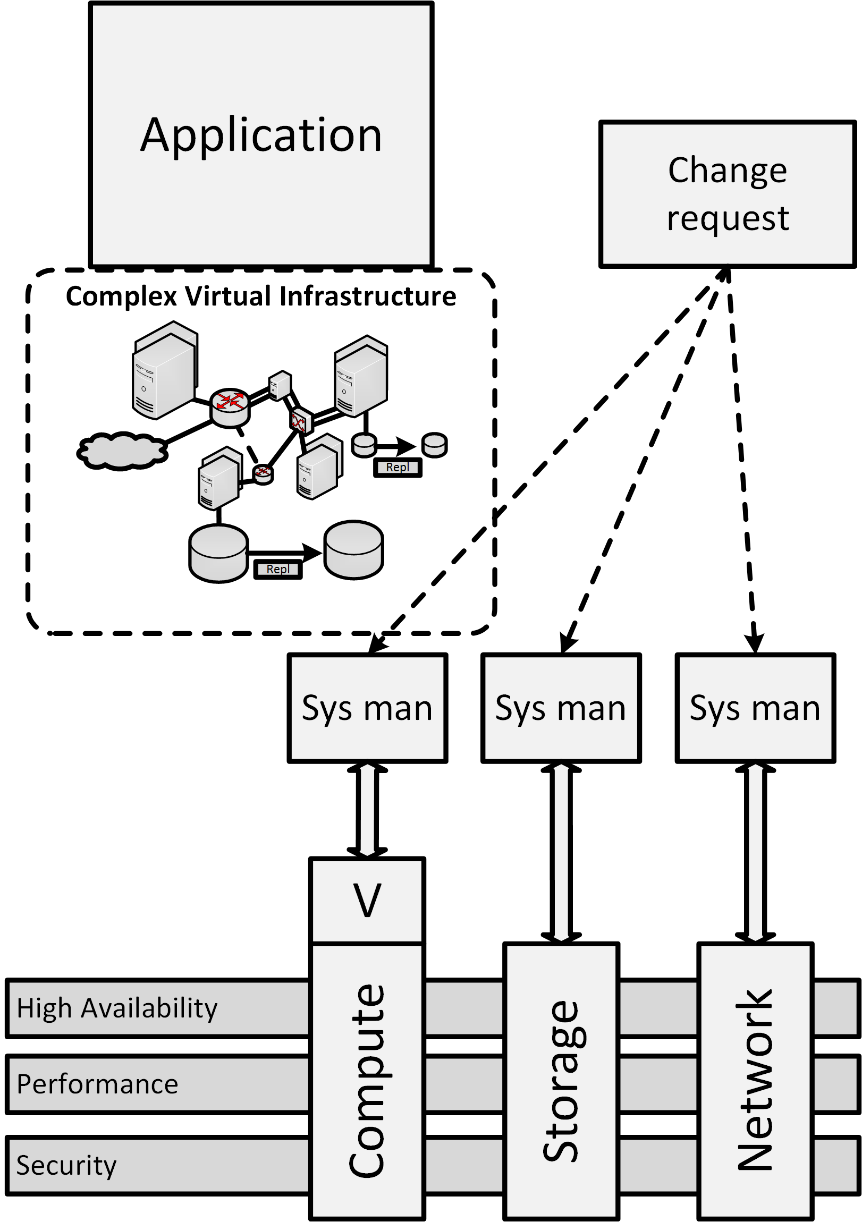 Application
Change
request
Complex Virtual Infrastructure
Repl
Repl
Sys man
Sys man
Sys man
V
Compute
Storage
Network
High Availability
Performance
Security